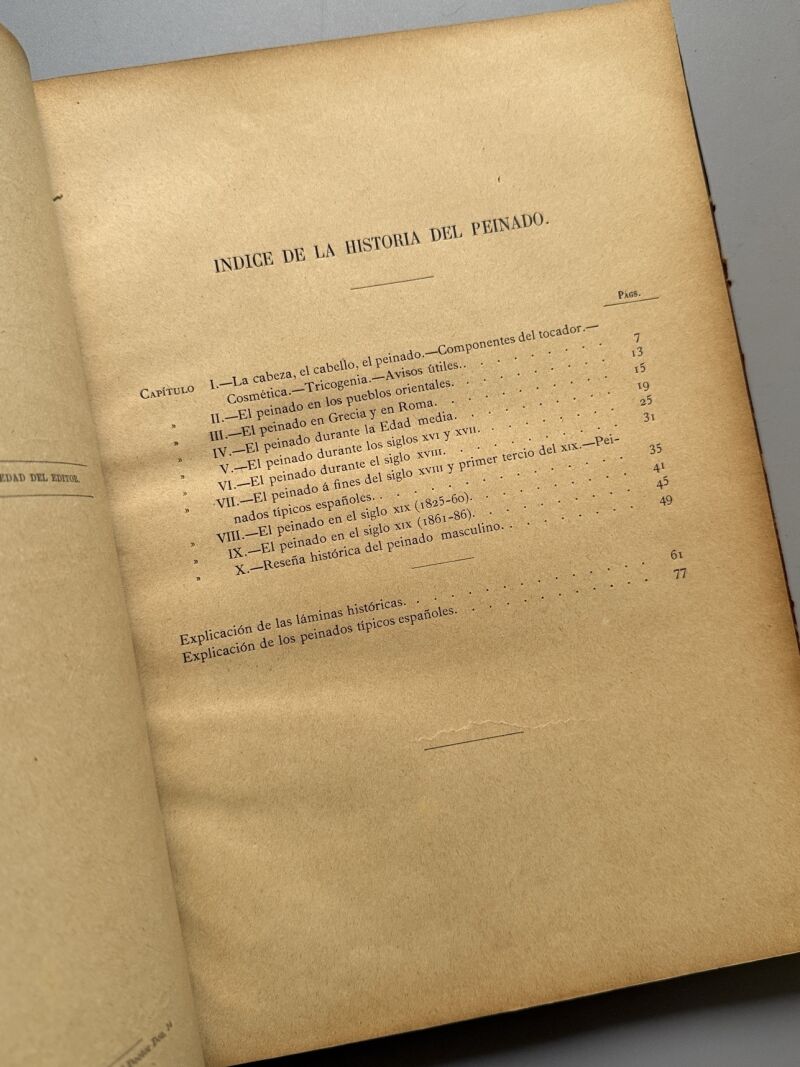 EDAD DEL EDITOR.
INDICE DE LA HISTORIA DEL PEINADO.
PÁGS.
CAPÍTULO I.—La cabeza, el cabello, el peinado.—Componentes del tocador.—
Cosmética.—Tricogenia.—Avisos útiles. . . . . . . . . 7
» II.—El peinado en los pueblos orientales. . . . . . . . . 13
» III.—El peinado en Grecia y en Roma. . . . . . . . . 15
» IV.—El peinado durante la Edad media. . . . . . . . . 19
» V.—El peinado durante los siglos XVI y XVII. . . . . . . . . 25
» VI.—El peinado durante el siglo XVIII. . . . . . . . . 31
» VII.—El peinado á fines del siglo XVIII y primer tercio del XIX.—Pei-
nados típicos españoles. . . . . . . . . 35
» VIII.—El peinado en el siglo XIX (1825-60). . . . . . . . . 41
» IX.—El peinado en el siglo XIX (1861-86). . . . . . . . . 45
» X.—Reseña histórica del peinado masculino. . . . . . . . . 49
Explicación de las láminas históricas. . . . . . . . . 61
Explicación de los peinados típicos españoles. . . . . . . . . 77